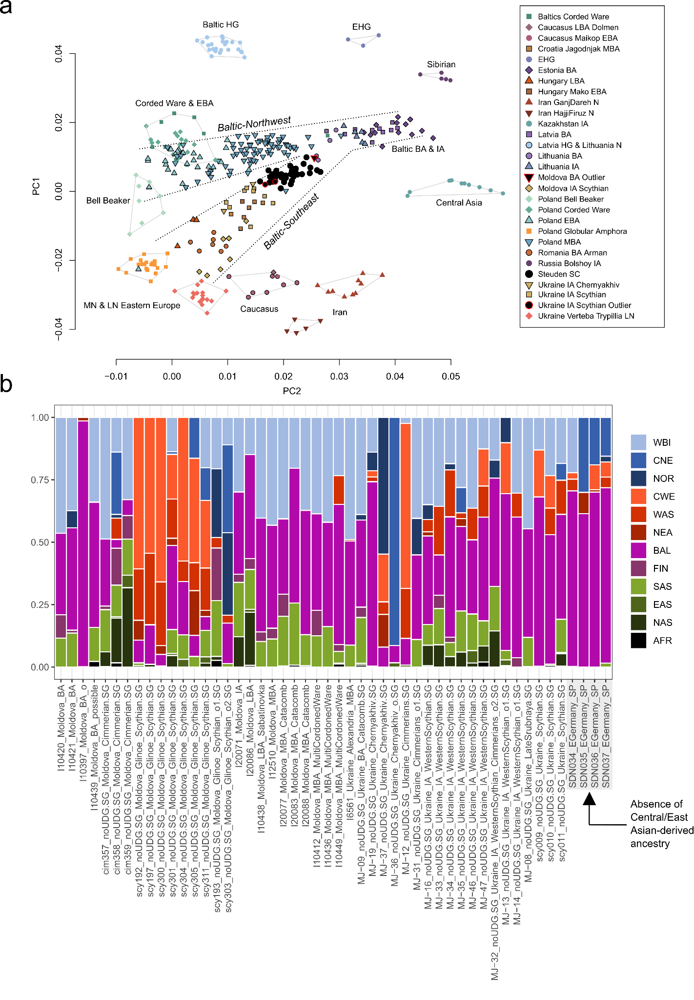 a
Baltic HG
EHG
Sibirian
Corded Ware & EBA
Baltic-Northwest
Baltic BA & IA
Bell Beaker
Central Asia
Baltic-Southeast
MN & LN Eastern Europe
Caucasus
Iran
PC1
0.04
0.02
0.00
−0.02
−0.04
−0.01
0.00
0.01
0.02
0.03
0.04
0.05
PC2
Baltics Corded Ware
Caucasus LBA Dolmen
Caucasus Maikop EBA
Croatia Jagodnjak MBA
EHG
Estonia BA
Hungary LBA
Hungary Mako EBA
Iran GanjDareh N
Iran HajjiFiruz N
Kazakhstan IA
Latvia BA
Latvia HG & Lithuania N
Lithuania BA
Lithuania IA
Moldova BA Outlier
Moldova IA Scythian
Poland Bell Beaker
Poland Corded Ware
Poland EBA
Poland Globular Amphora
Poland MBA
Romania BA Arman
Russia Bolshoy IA
Steuden SC
Ukraine IA Chernyakhiv
Ukraine IA Scythian
Ukraine IA Scythian Outlier
Ukraine Verteba Trypillia LN
b
1.00
0.75
0.50
0.25
0.00
WBI
CNE
NOR
CWE
WAS
NEA
BAL
FIN
SAS
EAS
NAS
AFR
I10420_Moldova_BA
I10421_Moldova_BA
I10397_Moldova_BA_o
I10439_Moldova_BA_possible
cim357_noUDG.SG_Moldova_Cimmerian.SG
cim358_noUDG.SG_Moldova_Cimmerian.SG
cim359_noUDG.SG_Moldova_Cimmerian.SG
scy192_noUDG.SG_Moldova_Glinoe_Scythian.SG
scy197_noUDG.SG_Moldova_Glinoe_Scythian.SG
scy300_noUDG.SG_Moldova_Glinoe_Scythian.SG
scy301_noUDG.SG_Moldova_Glinoe_Scythian.SG
scy304_noUDG.SG_Moldova_Glinoe_Scythian.SG
scy305_noUDG.SG_Moldova_Glinoe_Scythian.SG
scy311_noUDG.SG_Moldova_Glinoe_Scythian.SG
scy193_noUDG.SG_Moldova_Glinoe_Scythian_o1.SG
scy303_noUDG.SG_Moldova_Glinoe_Scythian_o2.SG
I20071_Moldova_IA
I20086_Moldova_LBA
I10438_Moldova_LBA_Sabatinovka
I12510_Moldova_MBA
I20077_Moldova_MBA_Catacomb
I20083_Moldova_MBA_Catacomb
I20088_Moldova_MBA_Catacomb
I10412_Moldova_MBA_MultiCordonedWare
I10436_Moldova_MBA_MultiCordonedWare
I10449_Moldova_MBA_MultiCordonedWare
I6561_Ukraine_Alexandria_MBA
MJ−09_noUDG.SG_Ukraine_BA_Catacomb.SG
MJ−19_noUDG.SG_Ukraine_Chernyakhiv.SG
MJ−37_noUDG.SG_Ukraine_Chernyakhiv.SG
MJ−36_noUDG.SG_Ukraine_Chernyakhiv_o.SG
MJ−12_noUDG.SG_Ukraine_Cimmerians.SG
MJ−31_noUDG.SG_Ukraine_Cimmerians_o1.SG
MJ−16_noUDG.SG_Ukraine_IA_WesternScythian.SG
MJ−33_noUDG.SG_Ukraine_IA_WesternScythian.SG
MJ−34_noUDG.SG_Ukraine_IA_WesternScythian.SG
MJ−35_noUDG.SG_Ukraine_IA_WesternScythian.SG
MJ−46_noUDG.SG_Ukraine_IA_WesternScythian.SG
MJ−47_noUDG.SG_Ukraine_IA_WesternScythian.SG
MJ−32_noUDG.SG_Ukraine_IA_WesternScythian_Cimmerians_o2.SG
MJ−13_noUDG.SG_Ukraine_IA_WesternScythian_o1.SG
MJ−14_noUDG.SG_Ukraine_IA_WesternScythian_o1.SG
MJ−08_noUDG.SG_Ukraine_LateSrubnaya.SG
scy009_noUDG.SG_Ukraine_Scythian.SG
scy010_noUDG.SG_Ukraine_Scythian.SG
scy011_noUDG.SG_Ukraine_Scythian.SG
SDN034_EGermany_SP
SDN035_EGermany_SP
SDN036_EGermany_SP
SDN037_EGermany_SP
Absence of
Central/East
Asian-derived
ancestry